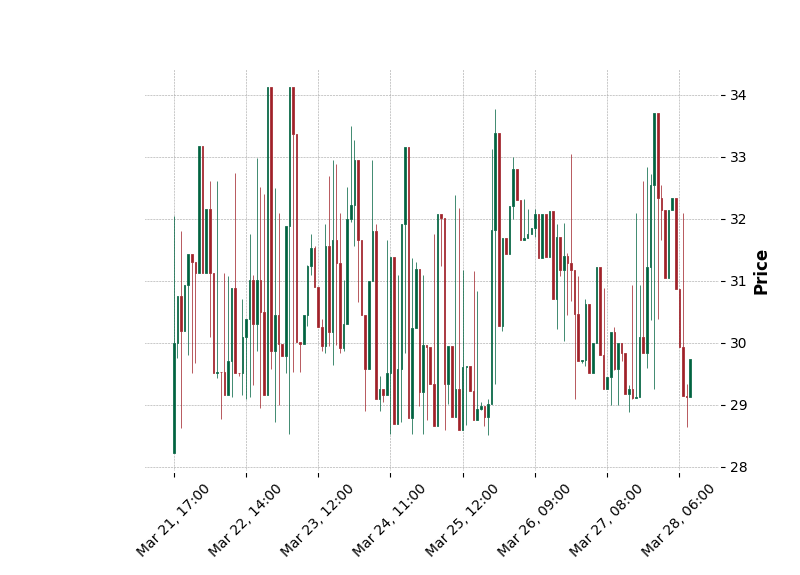 34
33
32
31
30
29
28
Price
Mar 21, 17:00
Mar 22, 14:00
Mar 23, 12:00
Mar 24, 11:00
Mar 25, 12:00
Mar 26, 09:00
Mar 27, 08:00
Mar 28, 06:00